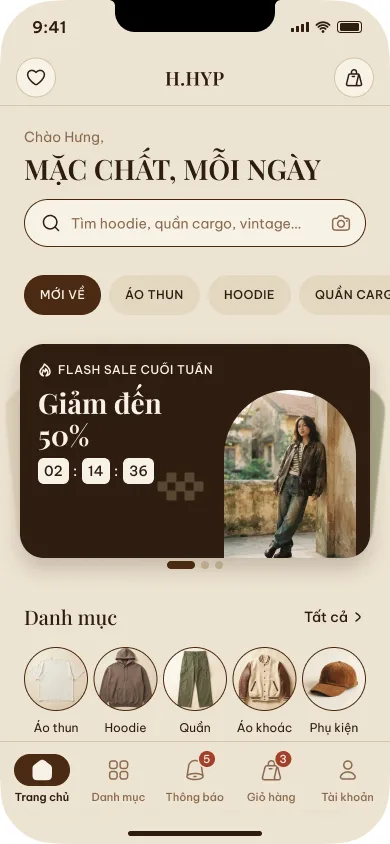 9:41
H.HYP
Chào Hưng,
MẶC CHẤT, MỖI NGÀY
Tìm hoodie, quần cargo, vintage...
MỚI VỀ
ÁO THUN
HOODIE
QUẦN CARG
FLASH SALE CUỐI TUẦN
Giảm đến
50%
02 : 14 : 36
Danh mục
Tất cả
Áo thun
Hoodie
Quần
Áo khoác
Phụ kiện
5
3
Trang chủ
Danh mục
Thông báo
Giỏ hàng
Tài khoản